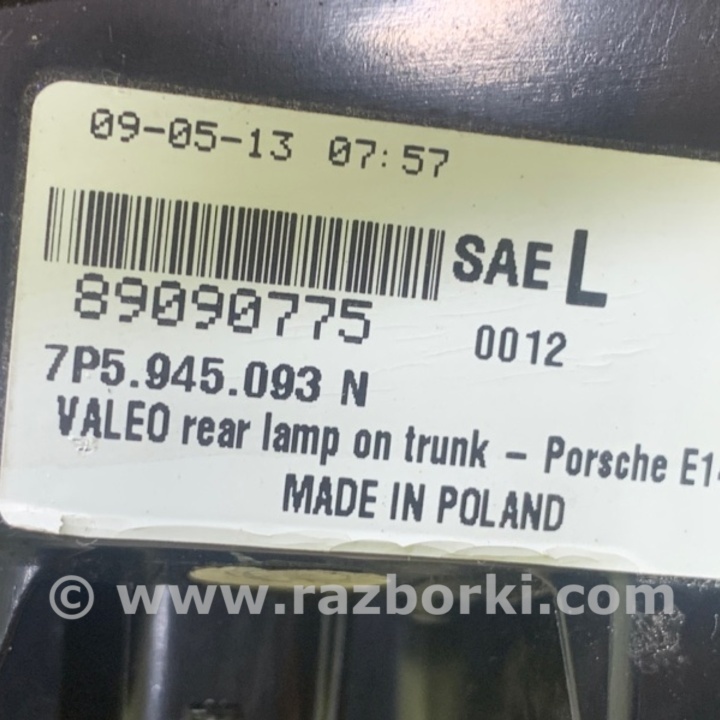 09-05-13 07:57
SAE L
89090775
0012
7P5.945.093 N
VALEO rear lamp on trunk – Porsche
MADE IN POLAND
© www.razborki.com